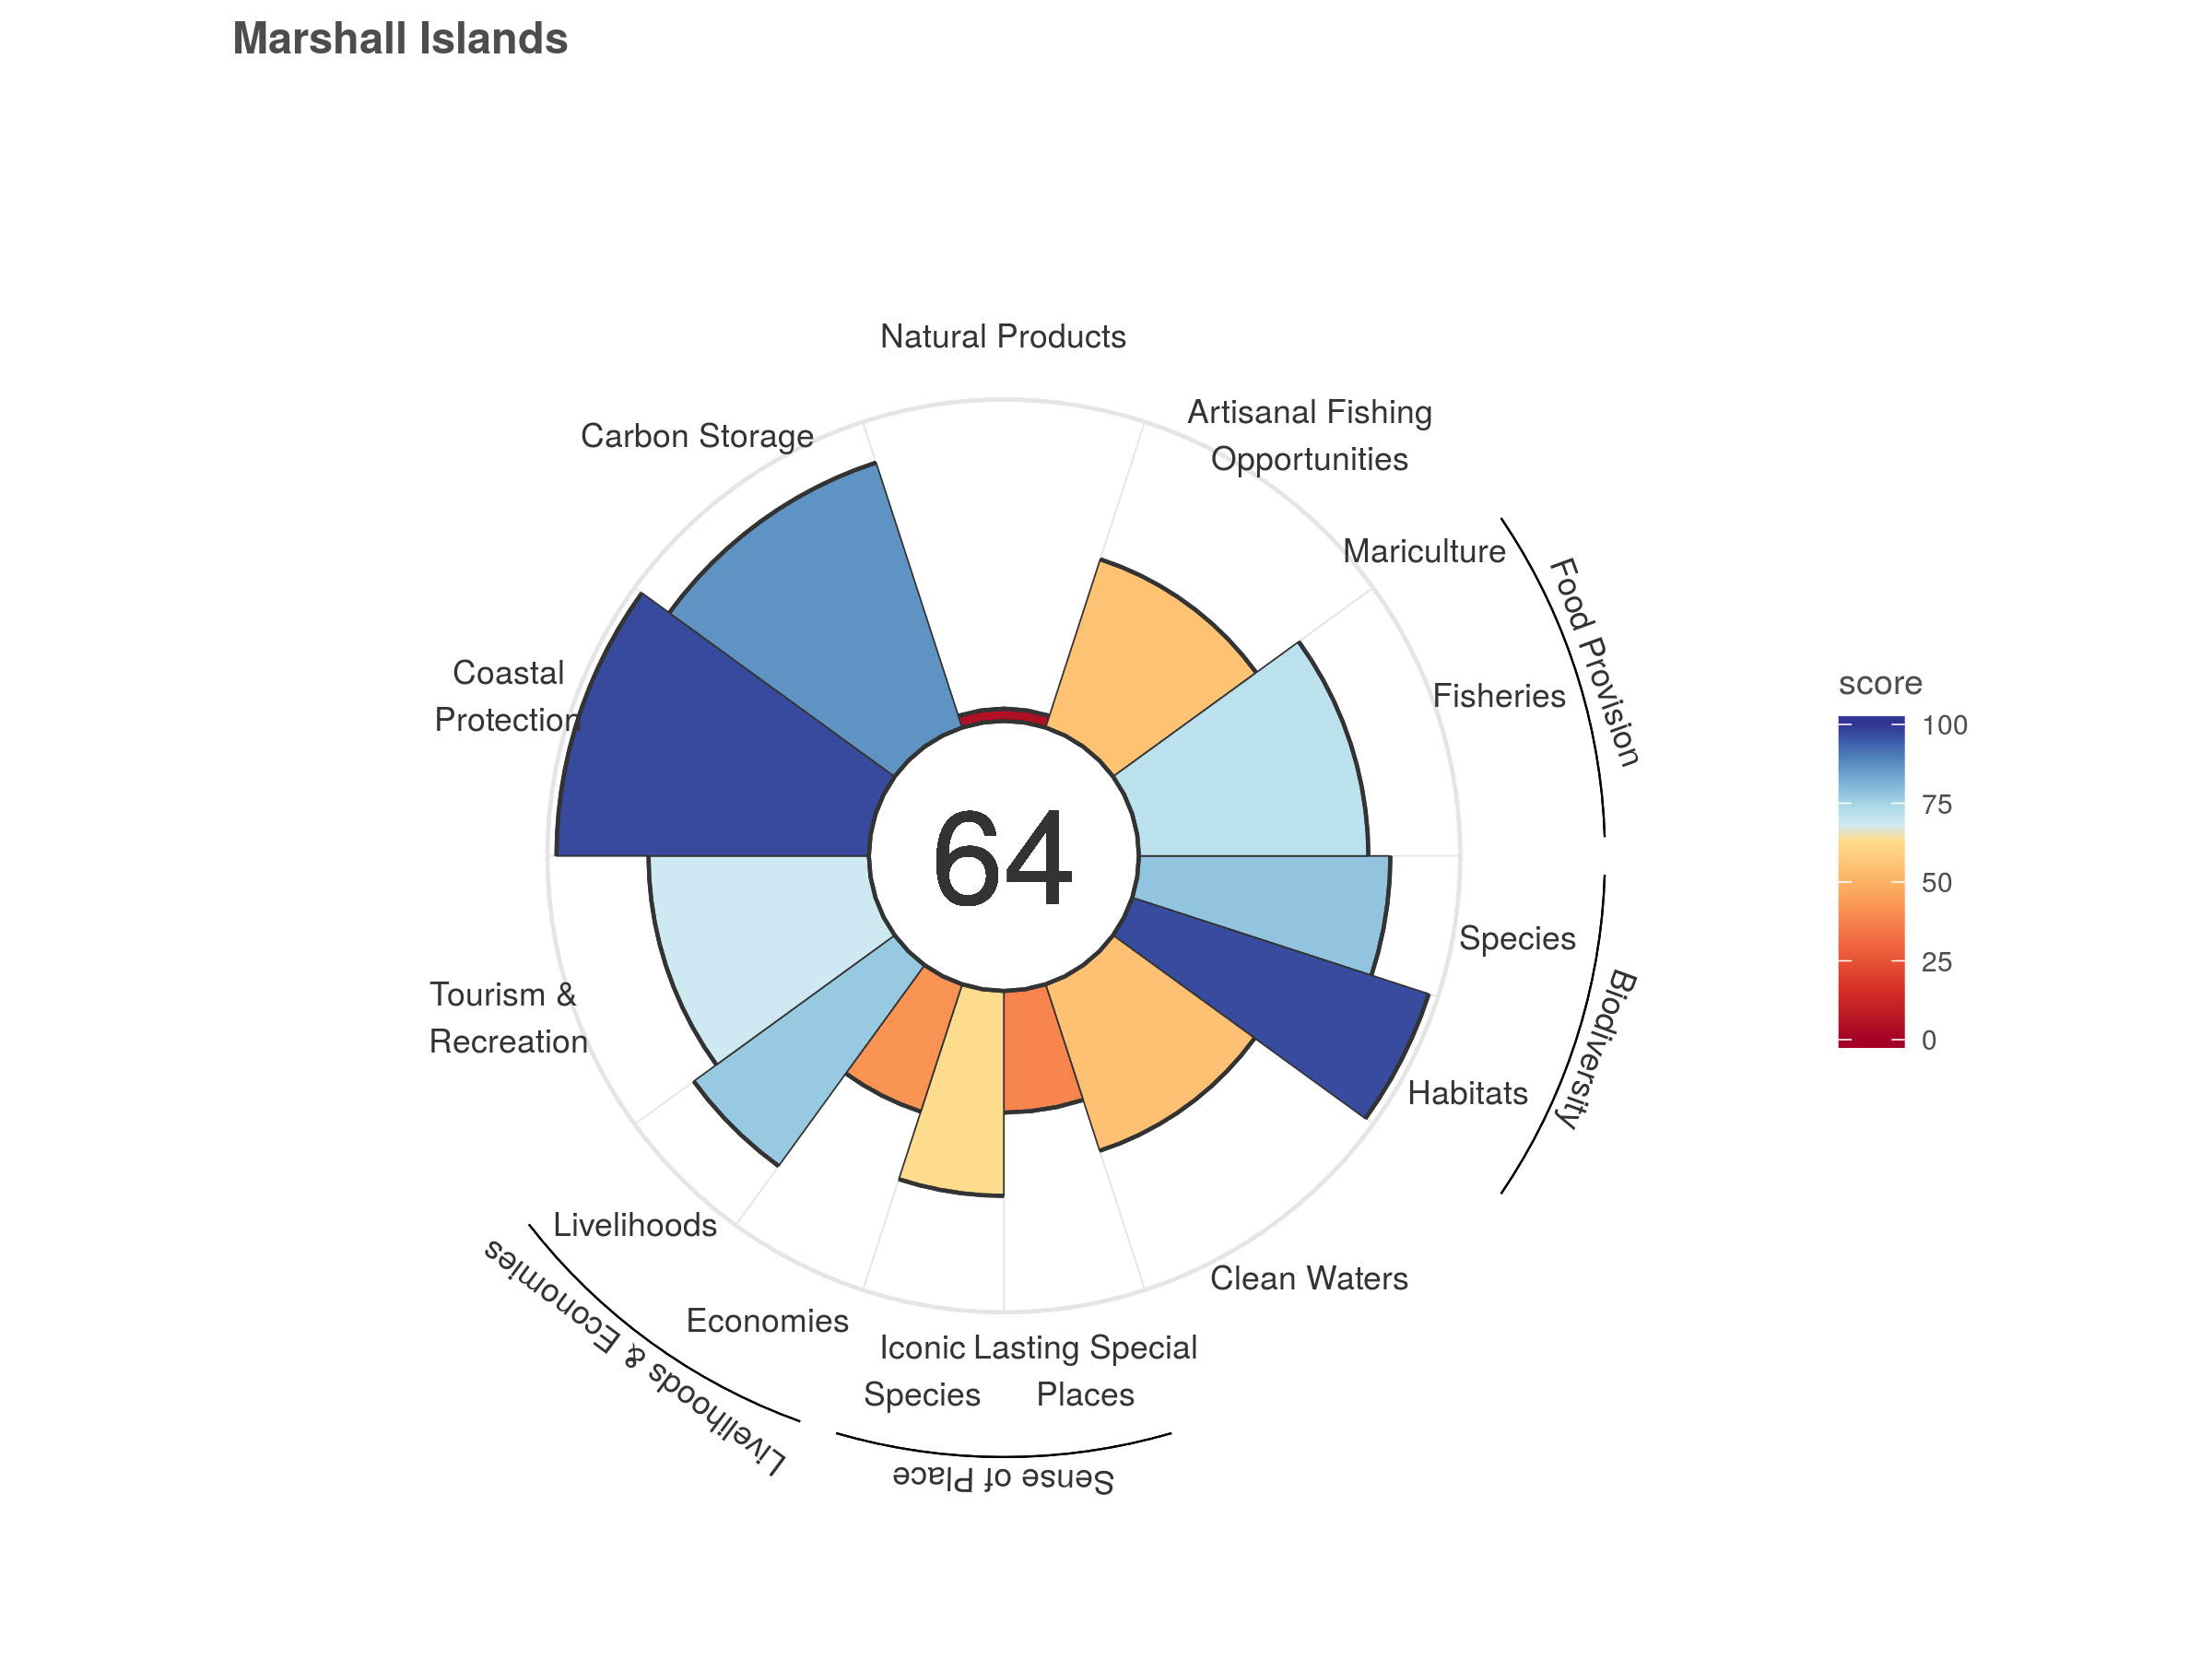 Marshall Islands
Natural Products
Artisanal Fishing
Opportunities
Carbon Storage
Mariculture
Food Provision
Fisheries
Coastal
Protection
64
score
100
75
50
25
0
Species
Biodiversity
Habitats
Tourism &
Recreation
Livelihoods
Livelihoods & Economies
Economies
Clean Waters
Iconic
Species
Lasting Special
Places
Sense of Place